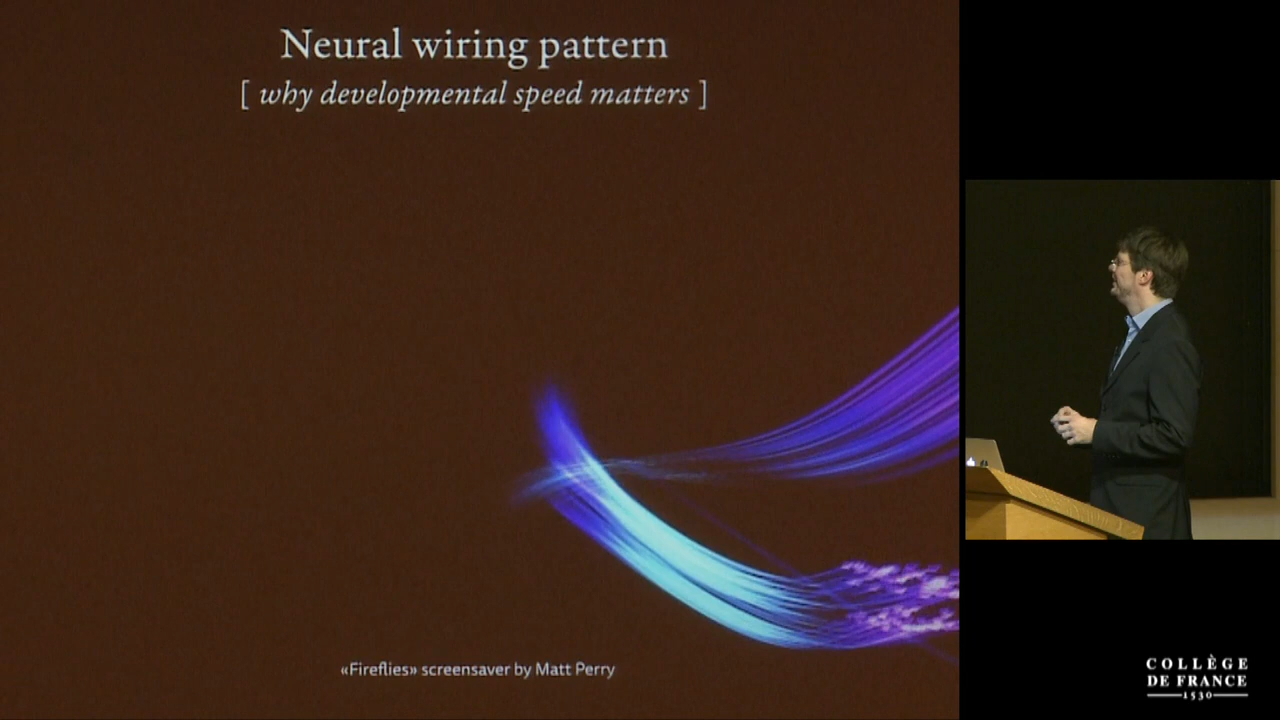 Neural wiring pattern
[ why developmental speed matters ]
«Fireflies» screensaver by Matt Perry
COLLÈGE
DE FRANCE
1530